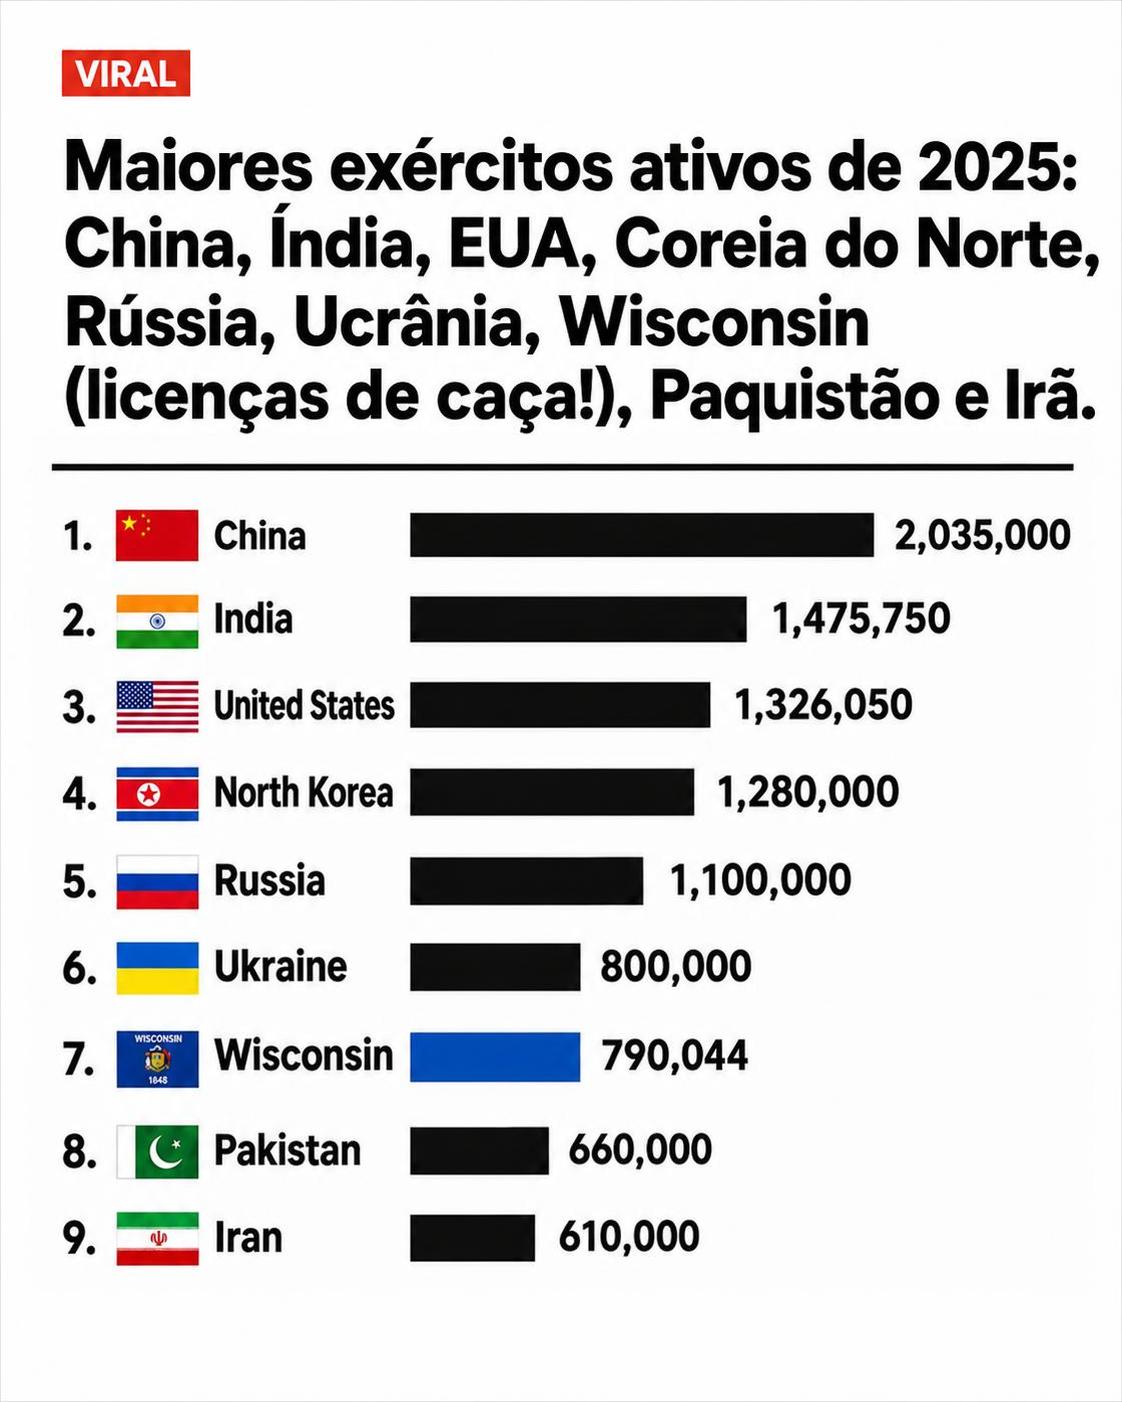 VIRAL
Maiores exércitos ativos de 2025:
China, Índia, EUA, Coreia do Norte,
Rússia, Ucrânia, Wisconsin
(licenças de caça!), Paquistão e Irã.
1. China 2,035,000
2. India 1,475,750
3. United States 1,326,050
4. North Korea 1,280,000
5. Russia 1,100,000
6. Ukraine 800,000
WISCONSIN
1848
7. Wisconsin 790,044
8. Pakistan 660,000
9. Iran 610,000